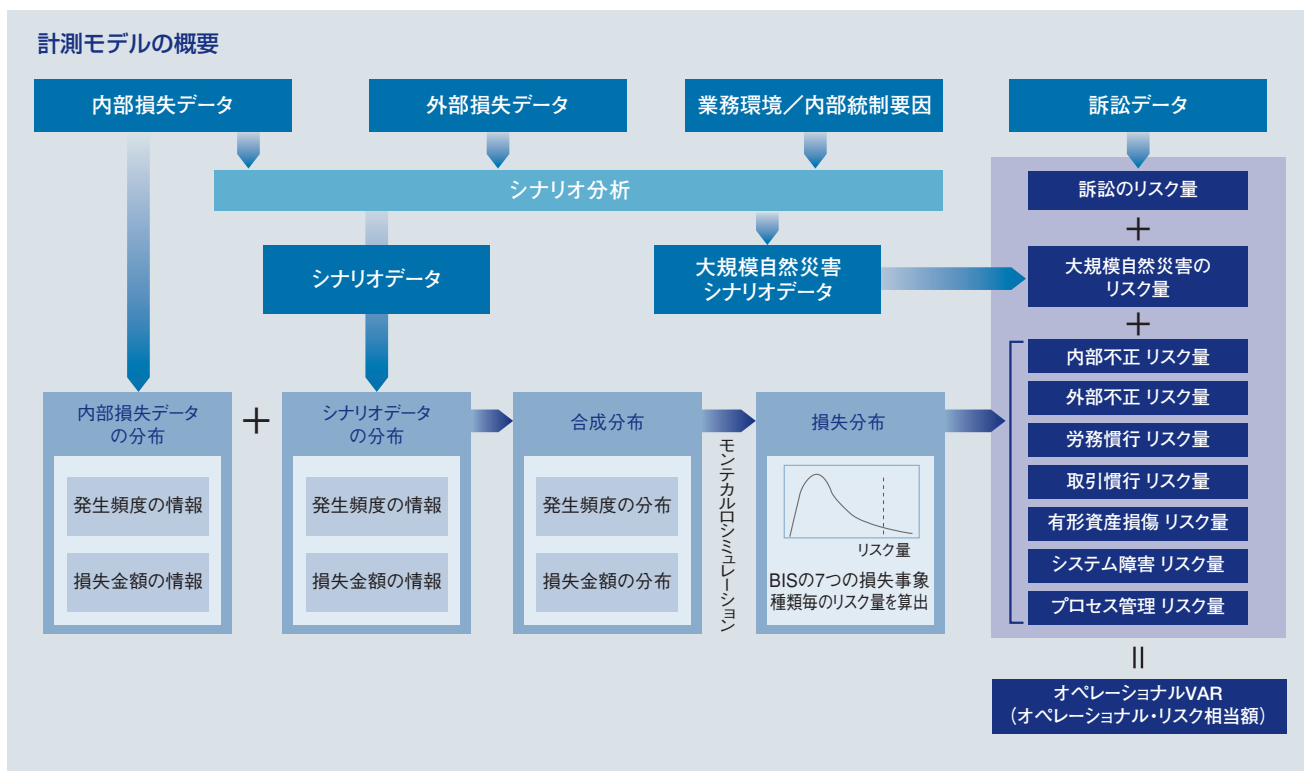 計測モデルの概要
内部損失データ
外部損失データ
業務環境／内部統制要因
訴訟データ
シナリオ分析
訴訟のリスク量
＋
シナリオデータ
大規模自然災害
シナリオデータ
大規模自然災害の
リスク量
＋
内部不正 リスク量
外部不正 リスク量
労務慣行 リスク量
取引慣行 リスク量
有形資産損傷 リスク量
システム障害 リスク量
プロセス管理 リスク量
内部損失データ
の分布
発生頻度の情報
損失金額の情報
＋
シナリオデータ
の分布
発生頻度の情報
損失金額の情報
合成分布
発生頻度の分布
損失金額の分布
モンテカルロシミュレーション
損失分布
リスク量
BISの7つの損失事象
種類毎のリスク量を算出
＝
オペレーショナルVAR
（オペレーショナル・リスク相当額）